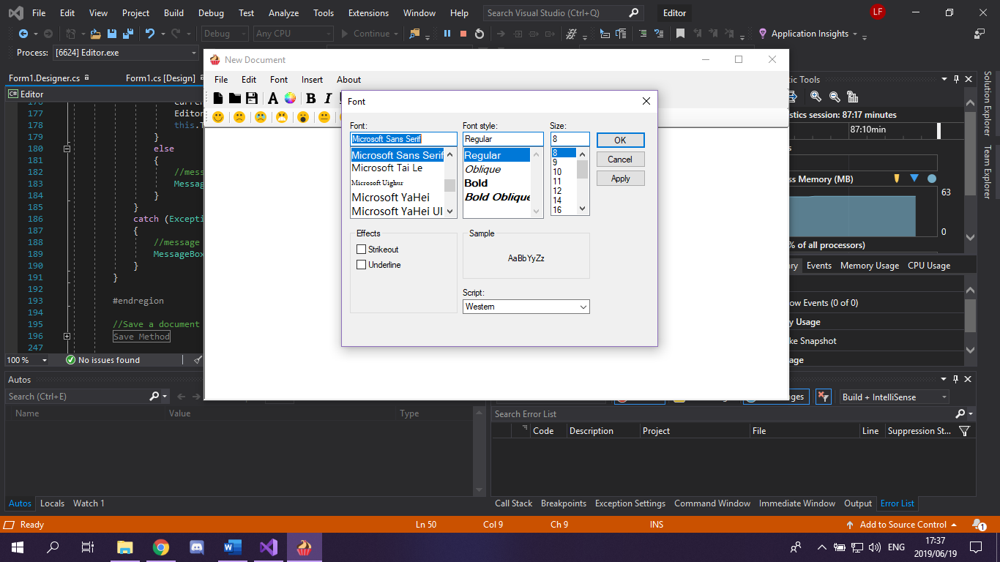 File Edit View Project Build Debug Test Analyze Tools Extensions Window Help Search Visual Studio (Ctrl+Q) Editor LF
Debug Any CPU Continue Application Insights
Process: [6624] Editor.exe
New Document
File Edit Font Insert About
Form1.Designer.cs Form1.cs [Design]
Editor
177 Editor
178 this.T
179 }
180 else
181 {
182 //mess
183 Messag
184 }
185 }
186 catch (Excepti
187 {
188 //message
189 MessageBox
190 }
191 }
192
193 #endregion
194
195 //Save a document
196 Save Method
247
100 % No issues found
B I
Font
Font: Font style: Size:
Microsoft Sans Serif Regular 8
Microsoft Sans Serif
Microsoft Tai Le
Microsoft Uighur
Microsoft YaHei
Microsoft YaHei UI
Regular
Oblique
Bold
Bold Oblique
8
9
10
11
12
14
16
OK
Cancel
Apply
Effects
Strikeout
Underline
Sample
AaBbYyZz
Script:
Western
tic Tools
stics session: 87:17 minutes
87:10min
ss Memory (MB)
63
0
% of all processors)
ry Events Memory Usage CPU Usage
ow Events (0 of 0)
y Usage
ke Snapshot
age
Solution Explorer
Team Explorer
Autos
Search (Ctrl+E)
Name Value Type
Autos Locals Watch 1
ges Build + IntelliSense
Search Error List
Code Description Project File Line Suppression St...
Call Stack Breakpoints Exception Settings Command Window Immediate Window Output Error List
Ready Ln 50 Col 9 Ch 9 INS Add to Source Control 1
ENG 17:37
2019/06/19